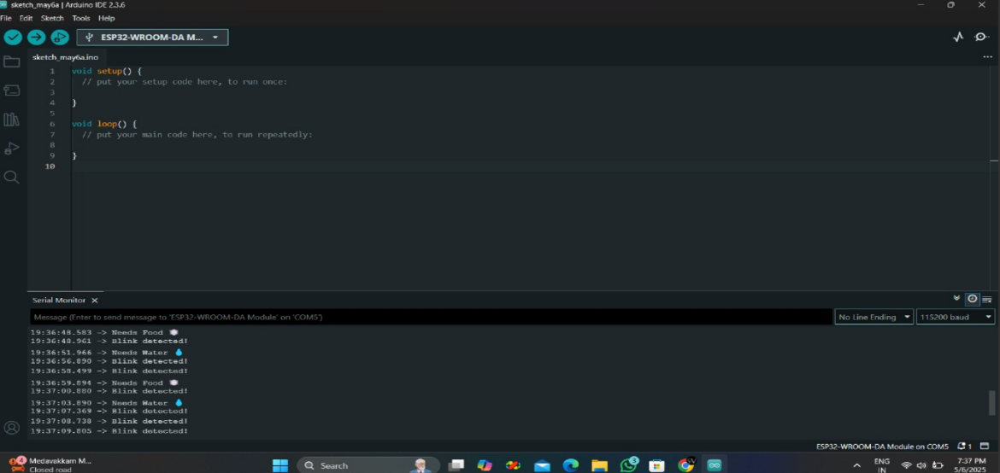 sketch_may6a | Arduino IDE 2.3.6
File Edit Sketch Tools Help
ESP32-WROOM-DA M...
sketch_may6a.ino
1 void setup() {
2 // put your setup code here, to run once:
3
4 }
5
6 void loop() {
7 // put your main code here, to run repeatedly:
8
9 }
10
Serial Monitor
Message (Enter to send message to 'ESP32-WROOM-DA Module' on 'COM5')
No Line Ending
115200 baud
19:36:48.583 -> Needs Food 🍽
19:36:48.961 -> Blink detected!
19:36:51.966 -> Needs Water 💧
19:36:56.890 -> Blink detected!
19:36:58.499 -> Blink detected!
19:36:59.894 -> Needs Food 🍽
19:37:00.880 -> Blink detected!
19:37:03.890 -> Needs Water 💧
19:37:07.369 -> Blink detected!
19:37:08.738 -> Blink detected!
19:37:09.805 -> Blink detected!
ESP32-WROOM-DA Module on COM5 1
4
Medavakkam M...
Closed road
Search
3
ENG
IN
7:37 PM
5/6/2025